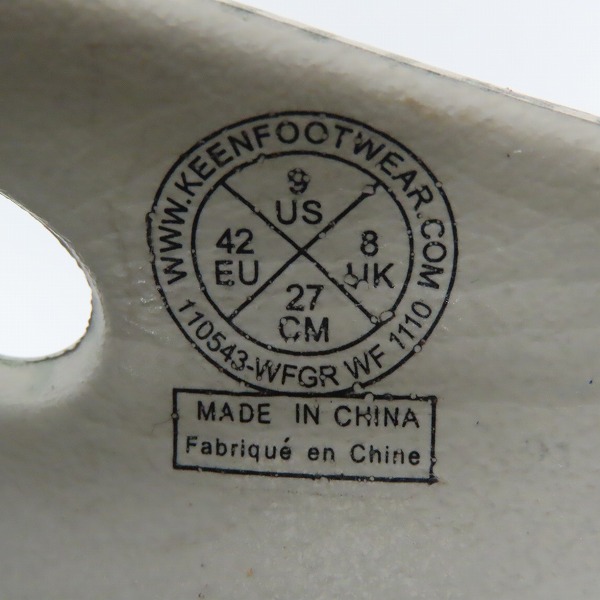 WWW.KEENFOOTWEAR.COM
9
US
42
EU
8
UK
27
CM
110543-WFGR WF 1110
MADE IN CHINA
Fabriqué en Chine